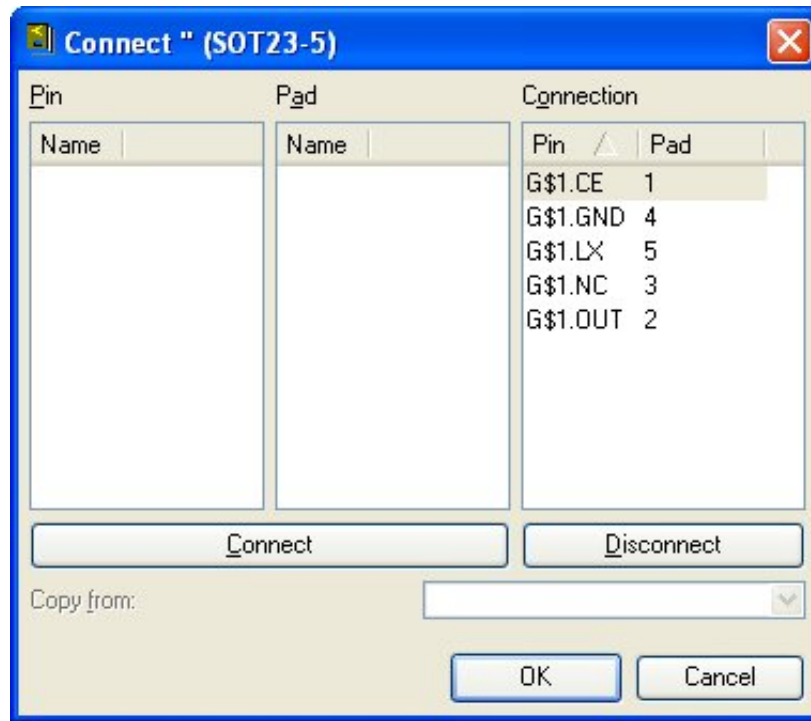 Connect '' (SOT23-5)
Pin Pad Connection
Name Name Pin Pad
G$1.CE 1
G$1.GND 4
G$1.LX 5
G$1.NC 3
G$1.OUT 2
Connect Disconnect
Copy from:
OK Cancel